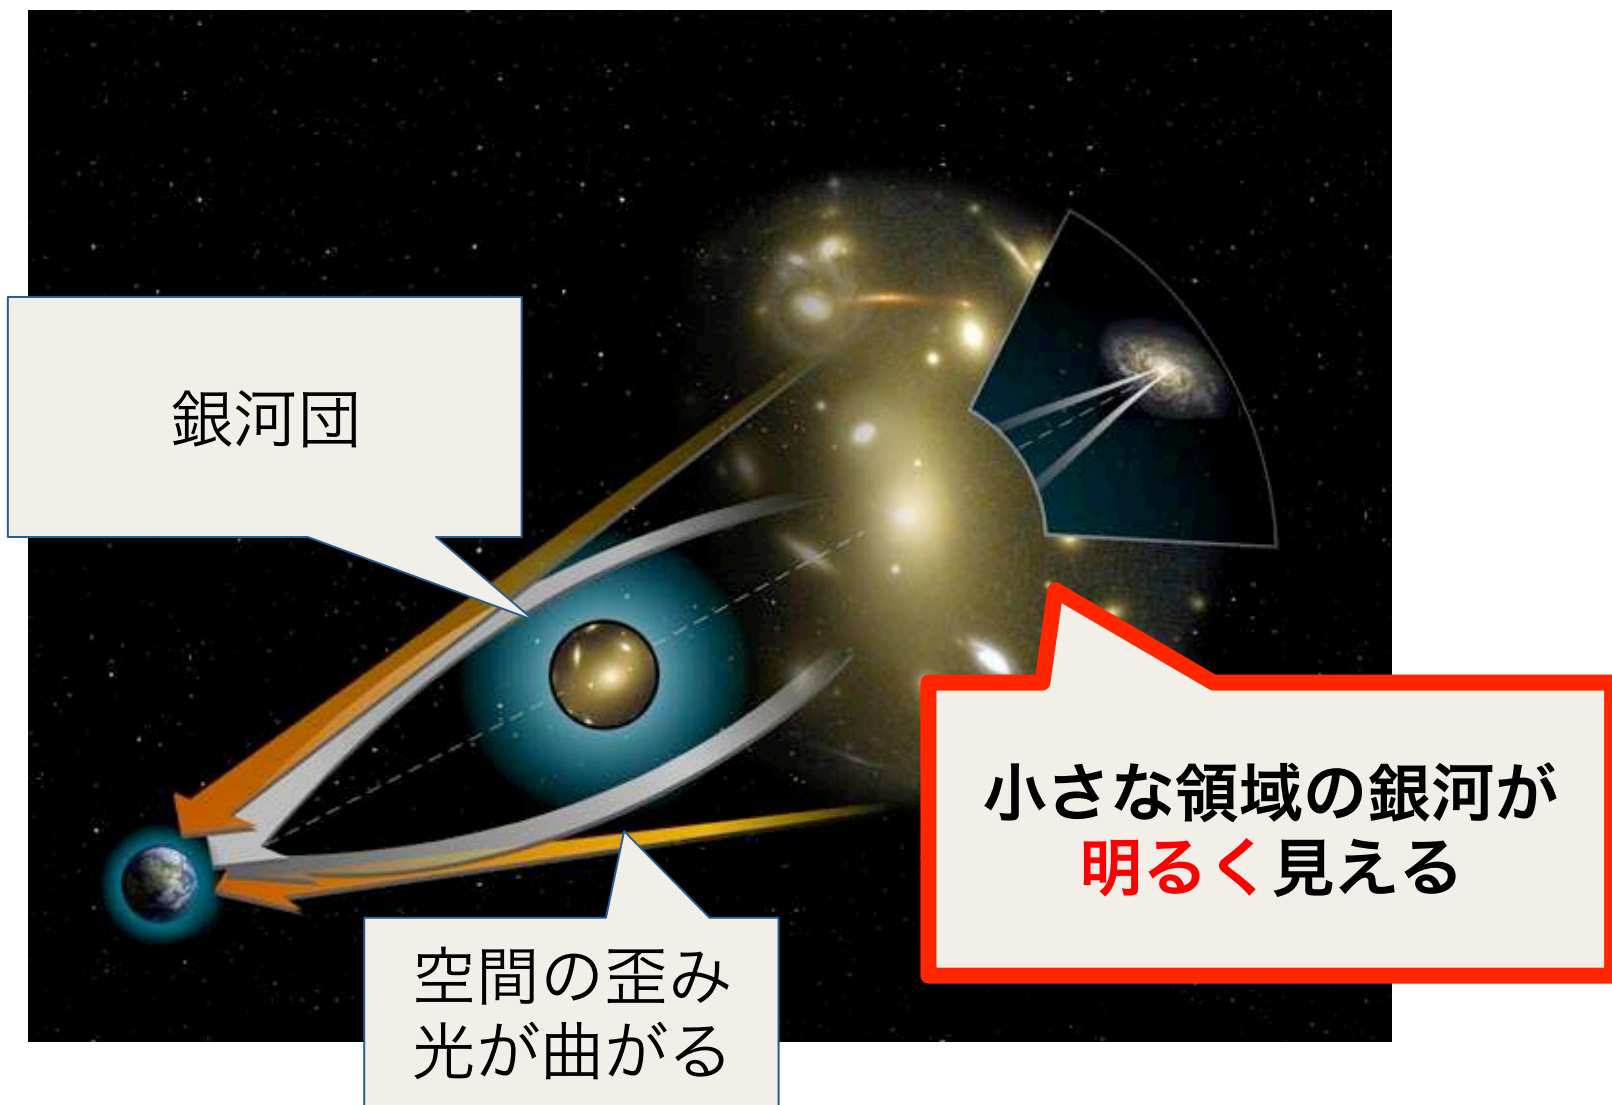 銀河団
小さな領域の銀河が
明るく見える
空間の歪み
光が曲がる